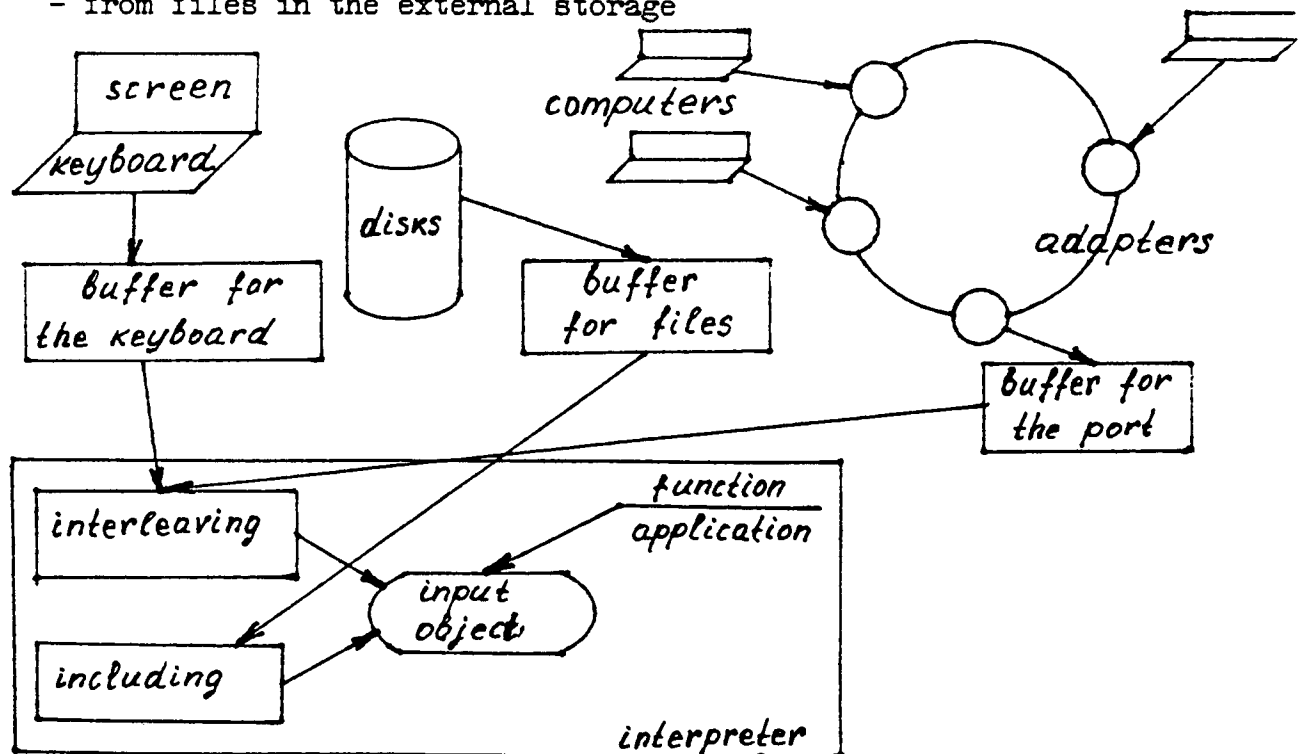 - from files in the external storage
screen
keyboard
computers
disks
adapters
buffer for
the keyboard
buffer
for files
buffer for
the port
interleaving
function
application
input
object
including
interpreter